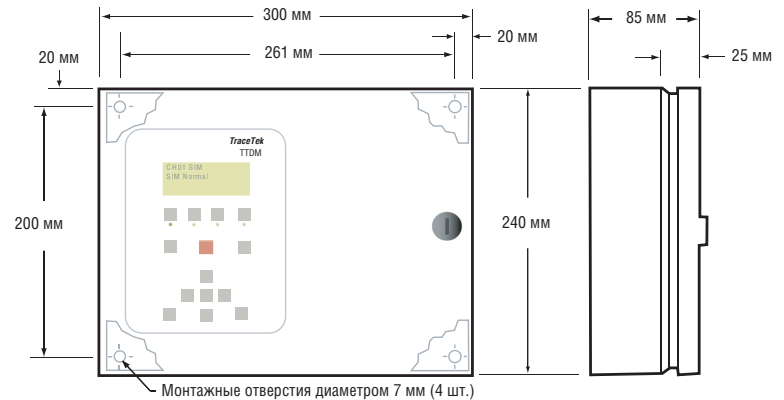 300 мм
85 мм
20 мм
261 мм
25 мм
20 мм
TraceTek
TTDM
CH01 SIM
SIM Normal
200 мм
240 мм
Монтажные отверстия диаметром 7 мм (4 шт.)